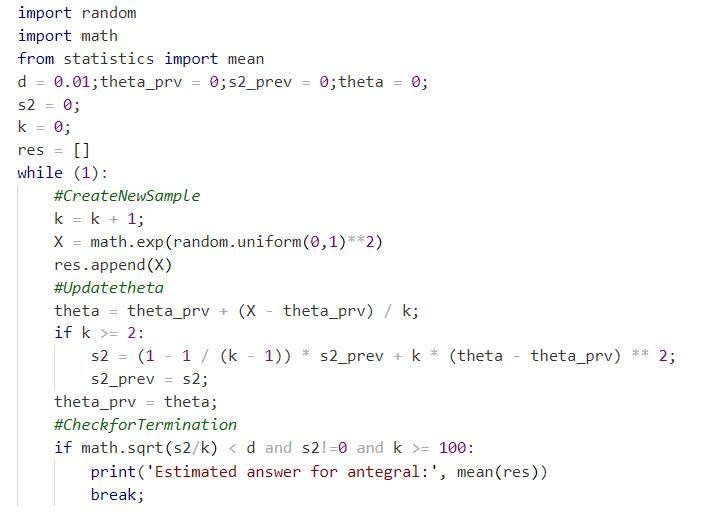 import random
import math
from statistics import mean
d = 0.01;theta_prv = 0;s2_prev = 0;theta = 0;
s2 = 0;
k = 0;
res = []
while (1):
    #CreateNewSample
    k = k + 1;
    X = math.exp(random.uniform(0,1)**2)
    res.append(X)
    #Updatetheta
    theta = theta_prv + (X - theta_prv) / k;
    if k >= 2:
        s2 = (1 - 1 / (k - 1)) * s2_prev + k * (theta - theta_prv) ** 2;
        s2_prev = s2;
    theta_prv = theta;
    #CheckforTermination
    if math.sqrt(s2/k) < d and s2!=0 and k >= 100:
        print('Estimated answer for antegral:', mean(res))
        break;